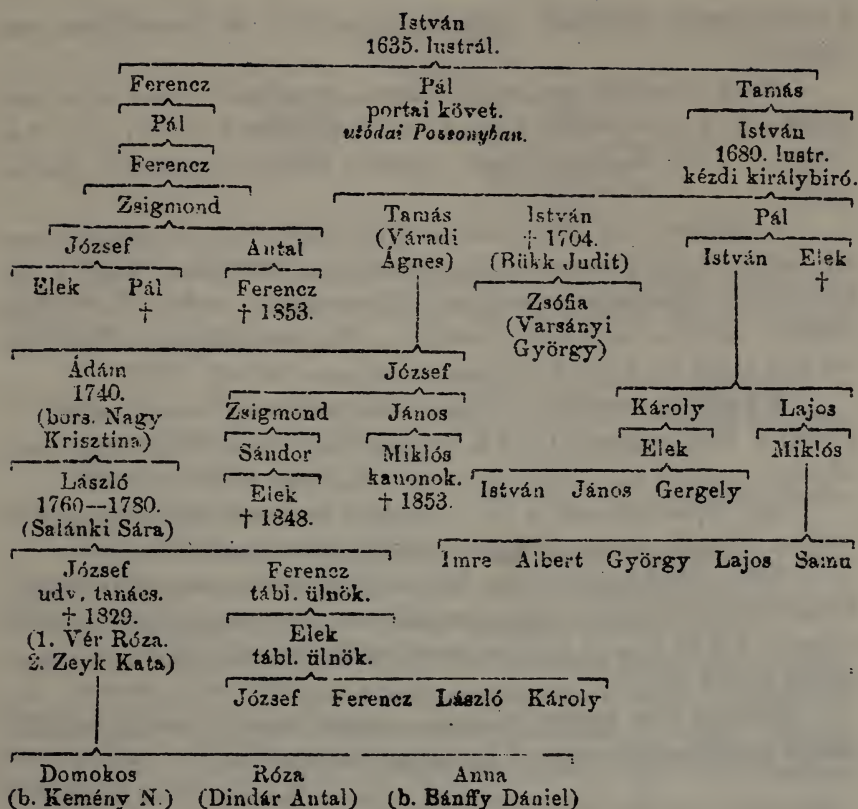 István
1635. lustrál.
Ferencz Pál Tamás
portai követ.
Pál utódai Possonyban. István
1680. lustr.
Ferencz kézdi királybíró.
Zsigmond Tamás István Pál
(Váradi † 1704.
József Antal Ágnes) (Rükk Judit) István Elek
†
Elek Pál Ferencz Zsófia
† † 1853. (Varsányi
György)
Ádám József
1740.
(bors. Nagy Zsigmond János Károly Lajos
Krisztina)
Sándor Miklós Elek Miklós
László kanonok.
1760--1780. Elek † 1853. István János Gergely
(Salánki Sára) † 1848.
Imre Albert György Lajos Samu
József Ferencz
udv. tanács. tábl. ülnök.
† 1829.
(1. Vér Róza. Elek
2. Zeyk Kata) tábl. ülnök.
József Ferencz László Károly
Domokos Róza Anna
(b. Kemény N.) (Dindár Antal) (b. Bánffy Dániel)